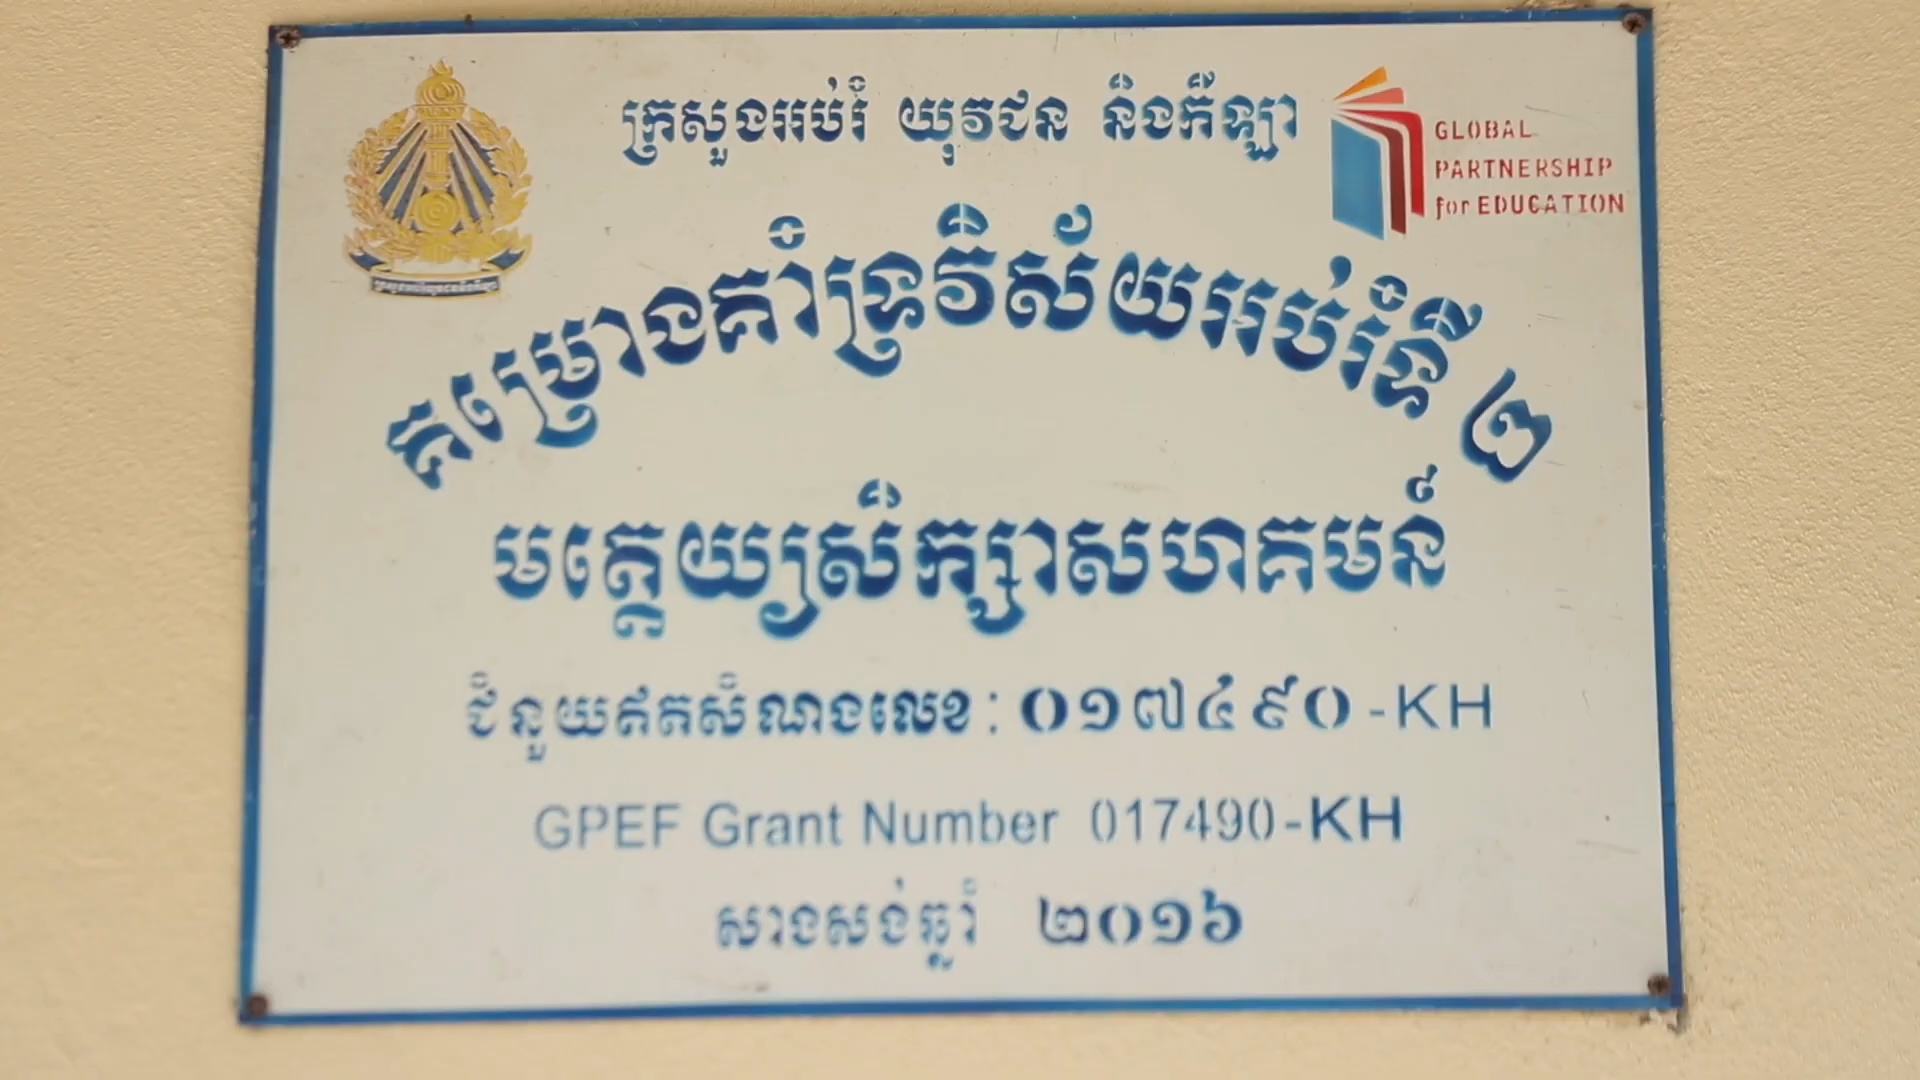 ក្រសួងអប់រំ យុវជន និងកីឡា
GLOBAL
PARTNERSHIP
for EDUCATION
គម្រោងគាំទ្រវិស័យអប់រំទី ២
មត្តេយ្យសិក្សាសហគមន៍
ជំនួយឥតសំណងលេខ : ០១៧៤៩០-KH
GPEF Grant Number 017490-KH
សាងសង់ឆ្នាំ ២០១៦